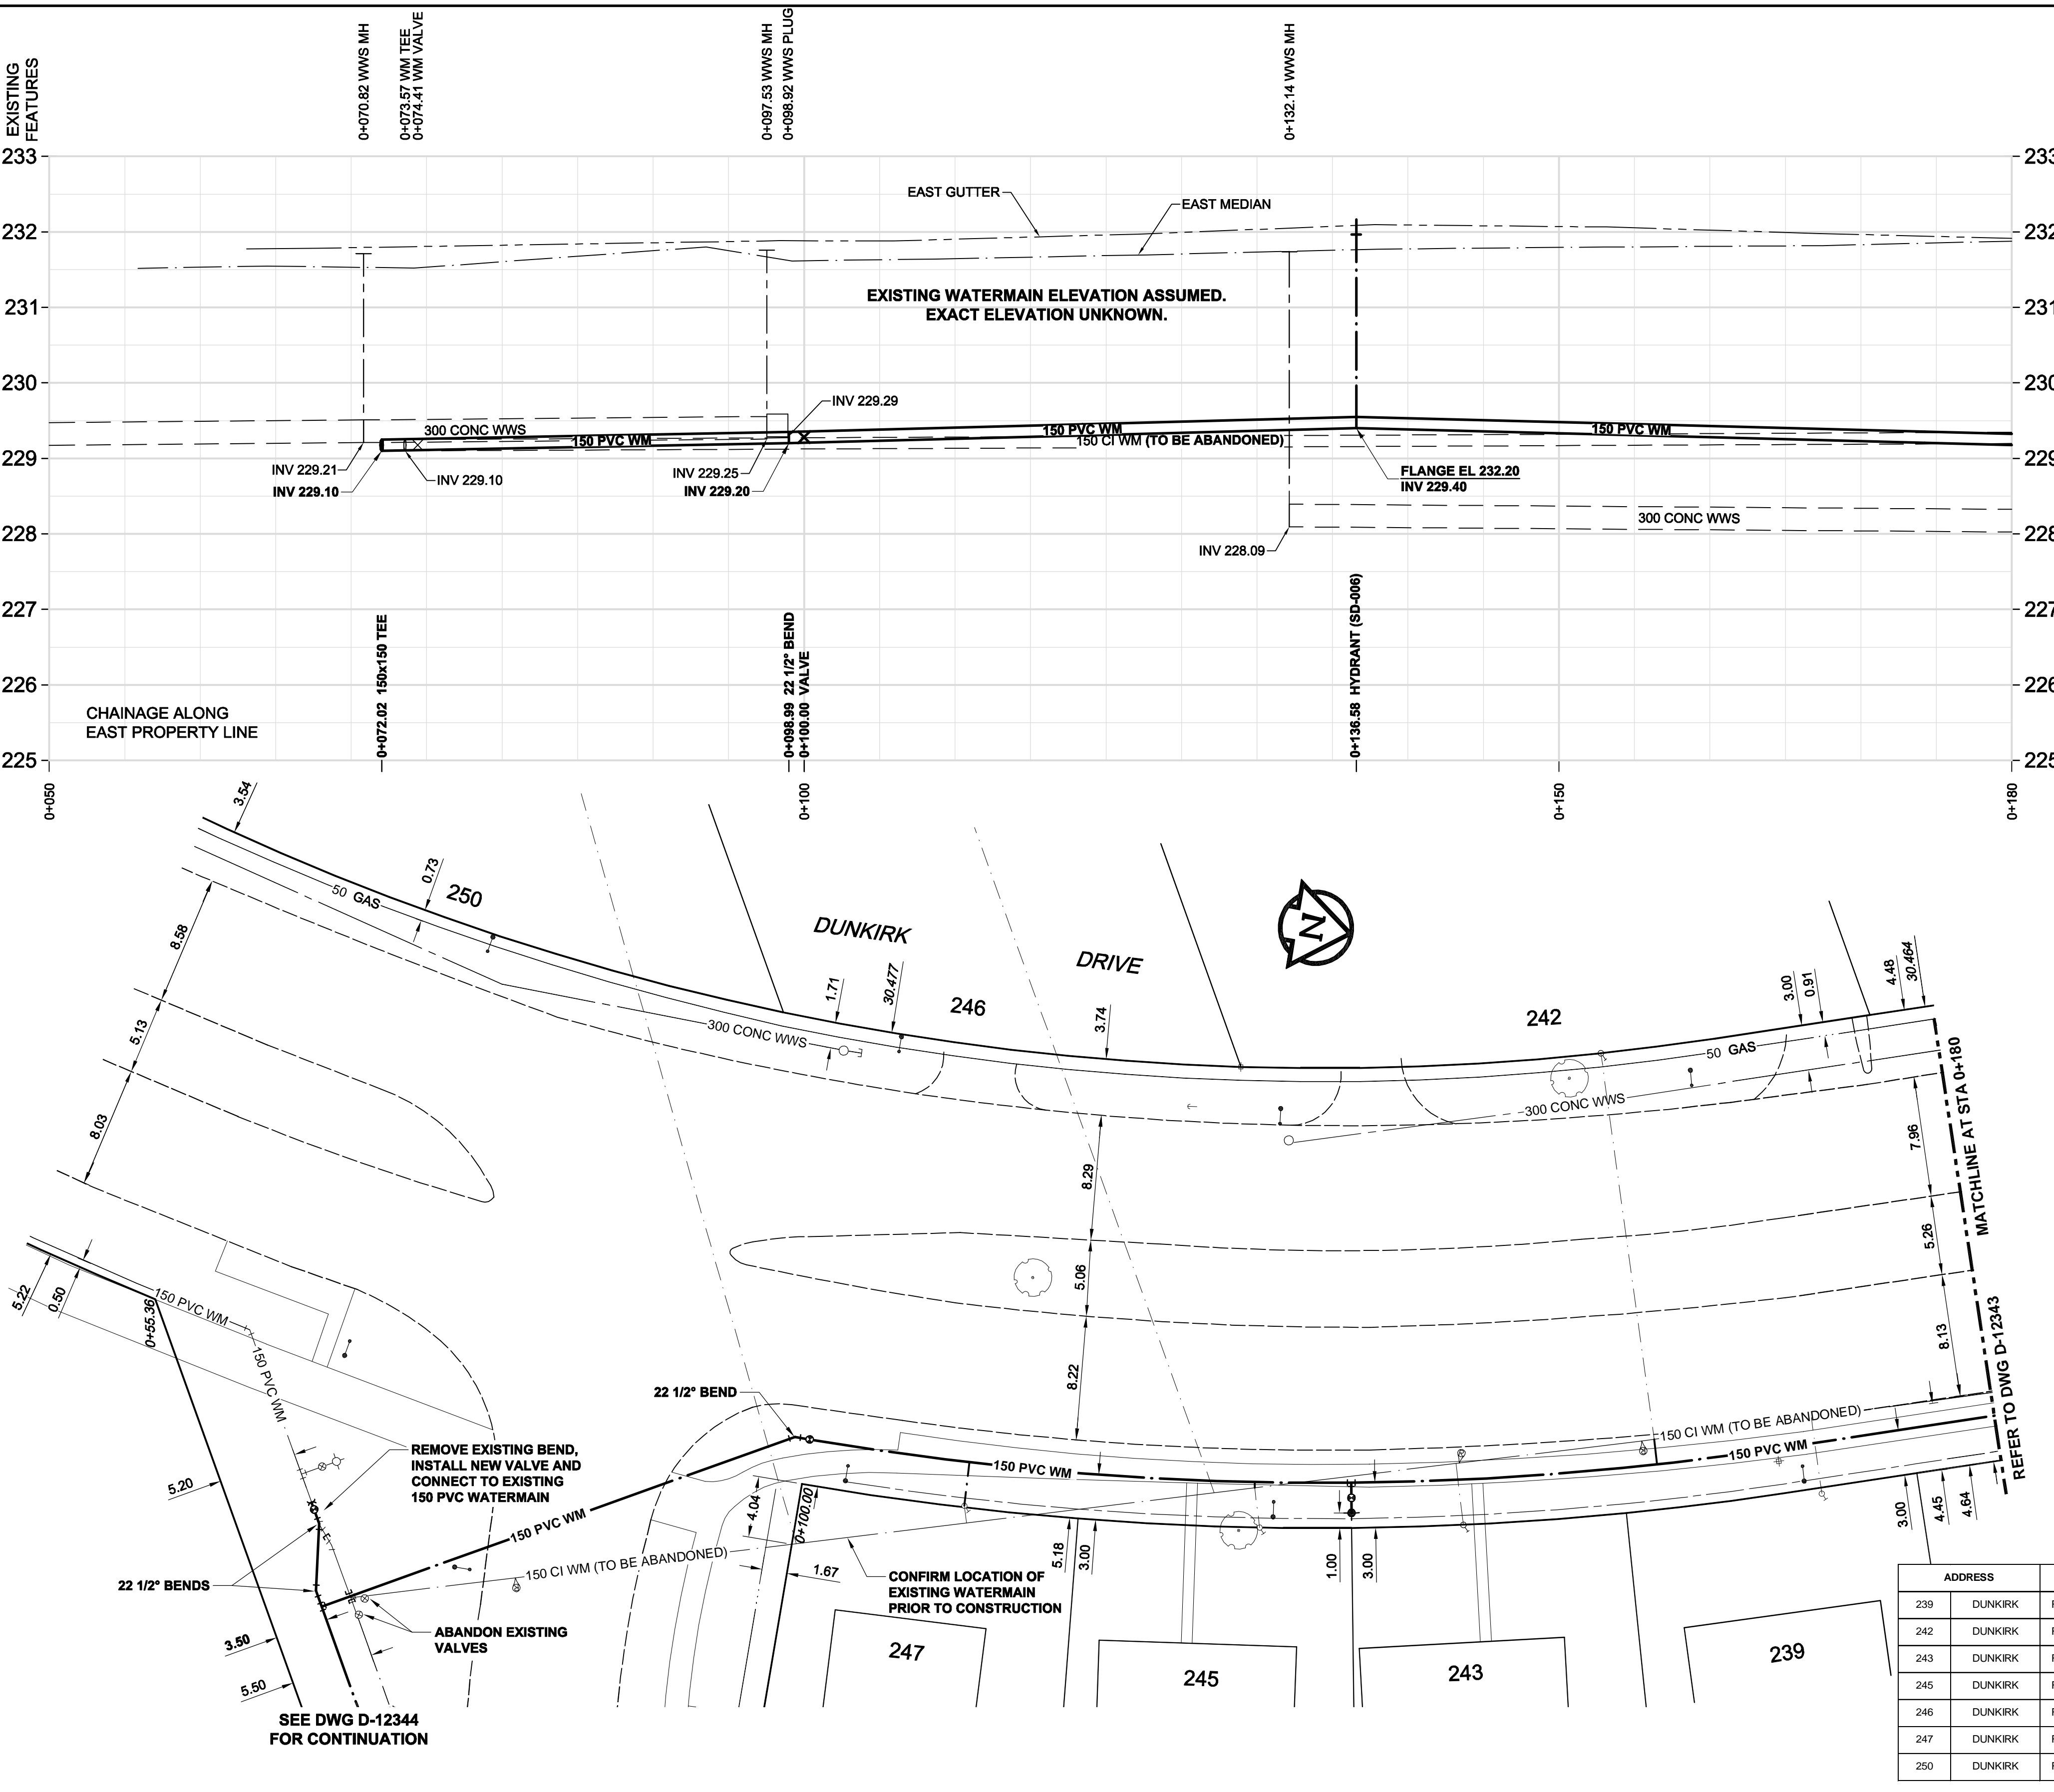 EXISTING
FEATURES
0+070.82 WWS MH
0+073.57 WM TEE
0+074.41 WM VALVE
0+097.53 WWS MH
0+098.92 WWS PLUG
0+132.14 WWS MH
233
232
231
230
229
228
227
226
225
233
232
231
230
229
228
227
226
225
EAST GUTTER
EAST MEDIAN
EXISTING WATERMAIN ELEVATION ASSUMED.
EXACT ELEVATION UNKNOWN.
INV 229.29
300 CONC WWS
150 PVC WM
150 PVC WM
150 CI WM (TO BE ABANDONED)
150 PVC WM
INV 229.21
INV 229.10
INV 229.10
INV 229.25
INV 229.20
FLANGE EL 232.20
INV 229.40
300 CONC WWS
INV 228.09
CHAINAGE ALONG
EAST PROPERTY LINE
0+072.02 150x150 TEE
0+098.99 22 1/2° BEND
0+100.00 VALVE
0+136.58 HYDRANT (SD-006)
0+050
0+100
0+150
0+180
3.54
0.73
250
50 GAS
8.58
5.13
8.03
DUNKIRK
DRIVE
N
1.71
30.477
246
3.74
242
3.00
0.91
4.48
30.464
300 CONC WWS
50 GAS
300 CONC WWS
MATCHLINE AT STA 0+180
REFER TO DWG D-12343
7.96
5.26
8.13
8.29
5.06
8.22
5.22
0.50
0+55.36
150 PVC WM
150 PVC WM
22 1/2° BEND
REMOVE EXISTING BEND,
INSTALL NEW VALVE AND
CONNECT TO EXISTING
150 PVC WATERMAIN
5.20
150 PVC WM
150 CI WM (TO BE ABANDONED)
150 PVC WM
150 CI WM (TO BE ABANDONED)
150 PVC WM
4.04
0+100.00
1.67
5.18
3.00
1.00
3.00
3.00
4.45
4.64
22 1/2° BENDS
CONFIRM LOCATION OF
EXISTING WATERMAIN
PRIOR TO CONSTRUCTION
ABANDON EXISTING
VALVES
3.50
5.50
247
245
243
239
SEE DWG D-12344
FOR CONTINUATION
ADDRESS
239 DUNKIRK
242 DUNKIRK
243 DUNKIRK
245 DUNKIRK
246 DUNKIRK
247 DUNKIRK
250 DUNKIRK